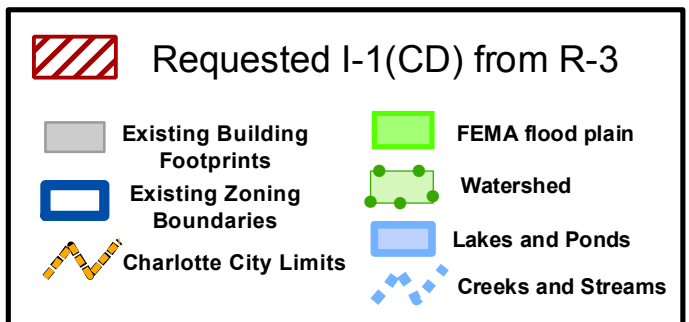 Requested I-1(CD) from R-3
Existing Building
Footprints
Existing Zoning
Boundaries
Charlotte City Limits
FEMA flood plain
Watershed
Lakes and Ponds
Creeks and Streams